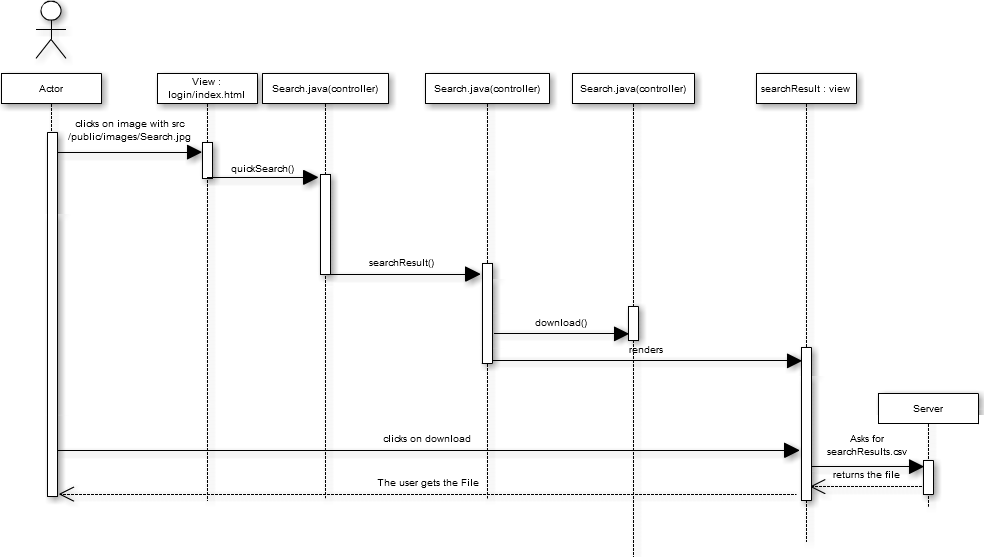 Actor
View :
login/index.html
Search.java(controller)
Search.java(controller)
Search.java(controller)
searchResult : view
clicks on image with src
/public/images/Search.jpg
quickSearch()
searchResult()
download()
renders
Server
clicks on download
Asks for
searchResults.csv
returns the file
The user gets the File